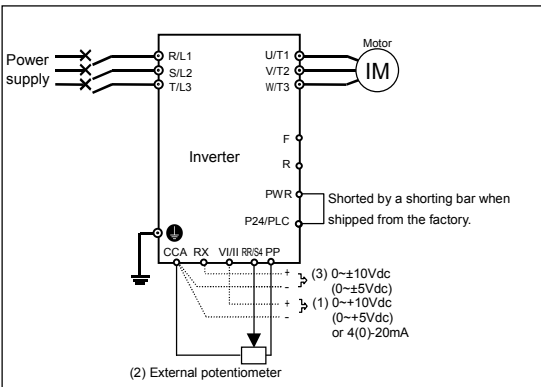 Power
supply
R/L1
S/L2
T/L3
U/T1
V/T2
W/T3
Motor
IM
F
R
Inverter
PWR
P24/PLC
Shorted by a shorting bar when
shipped from the factory.
CCA RX VI/II RR/S4 PP
+ (3) 0~±10Vdc
- (0~±5Vdc)
+ (1) 0~+10Vdc
- (0~+5Vdc)
or 4(0)-20mA
(2) External potentiometer